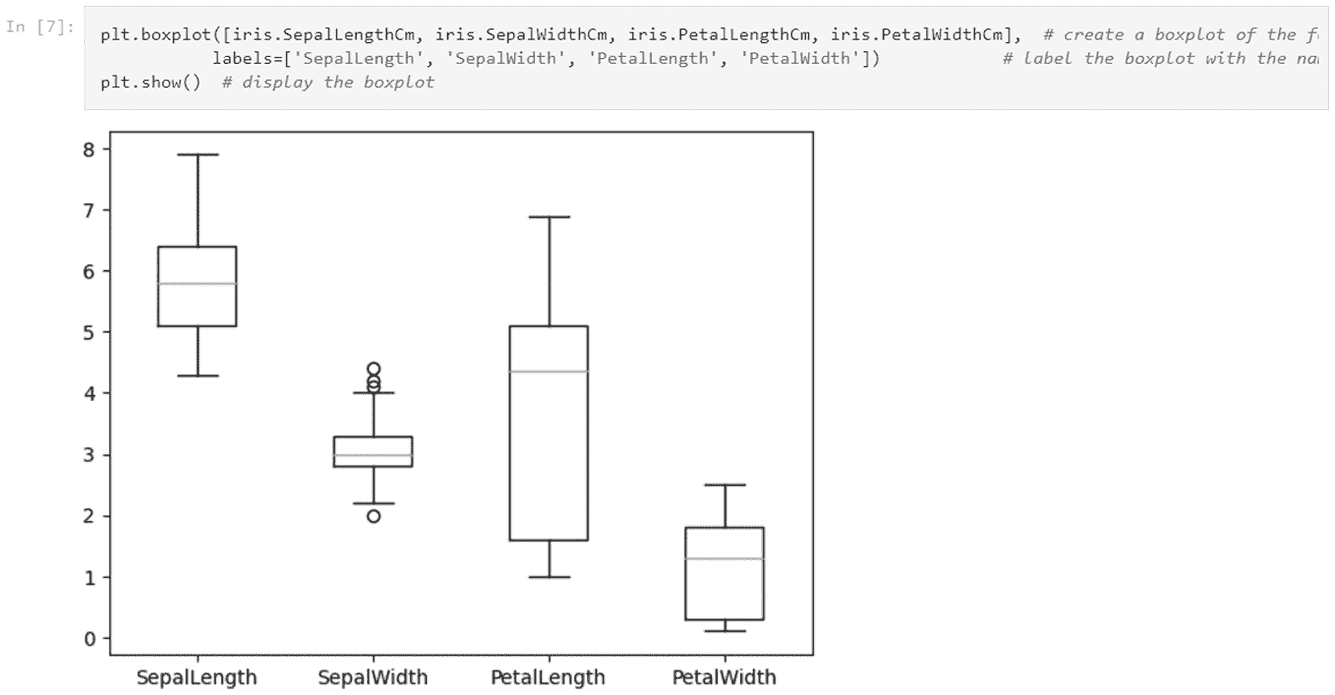 In [7]:
plt.boxplot([iris.SepalLengthCm, iris.SepalWidthCm, iris.PetalLengthCm, iris.PetalWidthCm],  # create a boxplot of the
labels=['SepalLength', 'SepalWidth', 'PetalLength', 'PetalWidth'])  # label the boxplot with the
plt.show()  # display the boxplot
8
7
6
5
4
3
2
1
0
SepalLength SepalWidth PetalLength PetalWidth